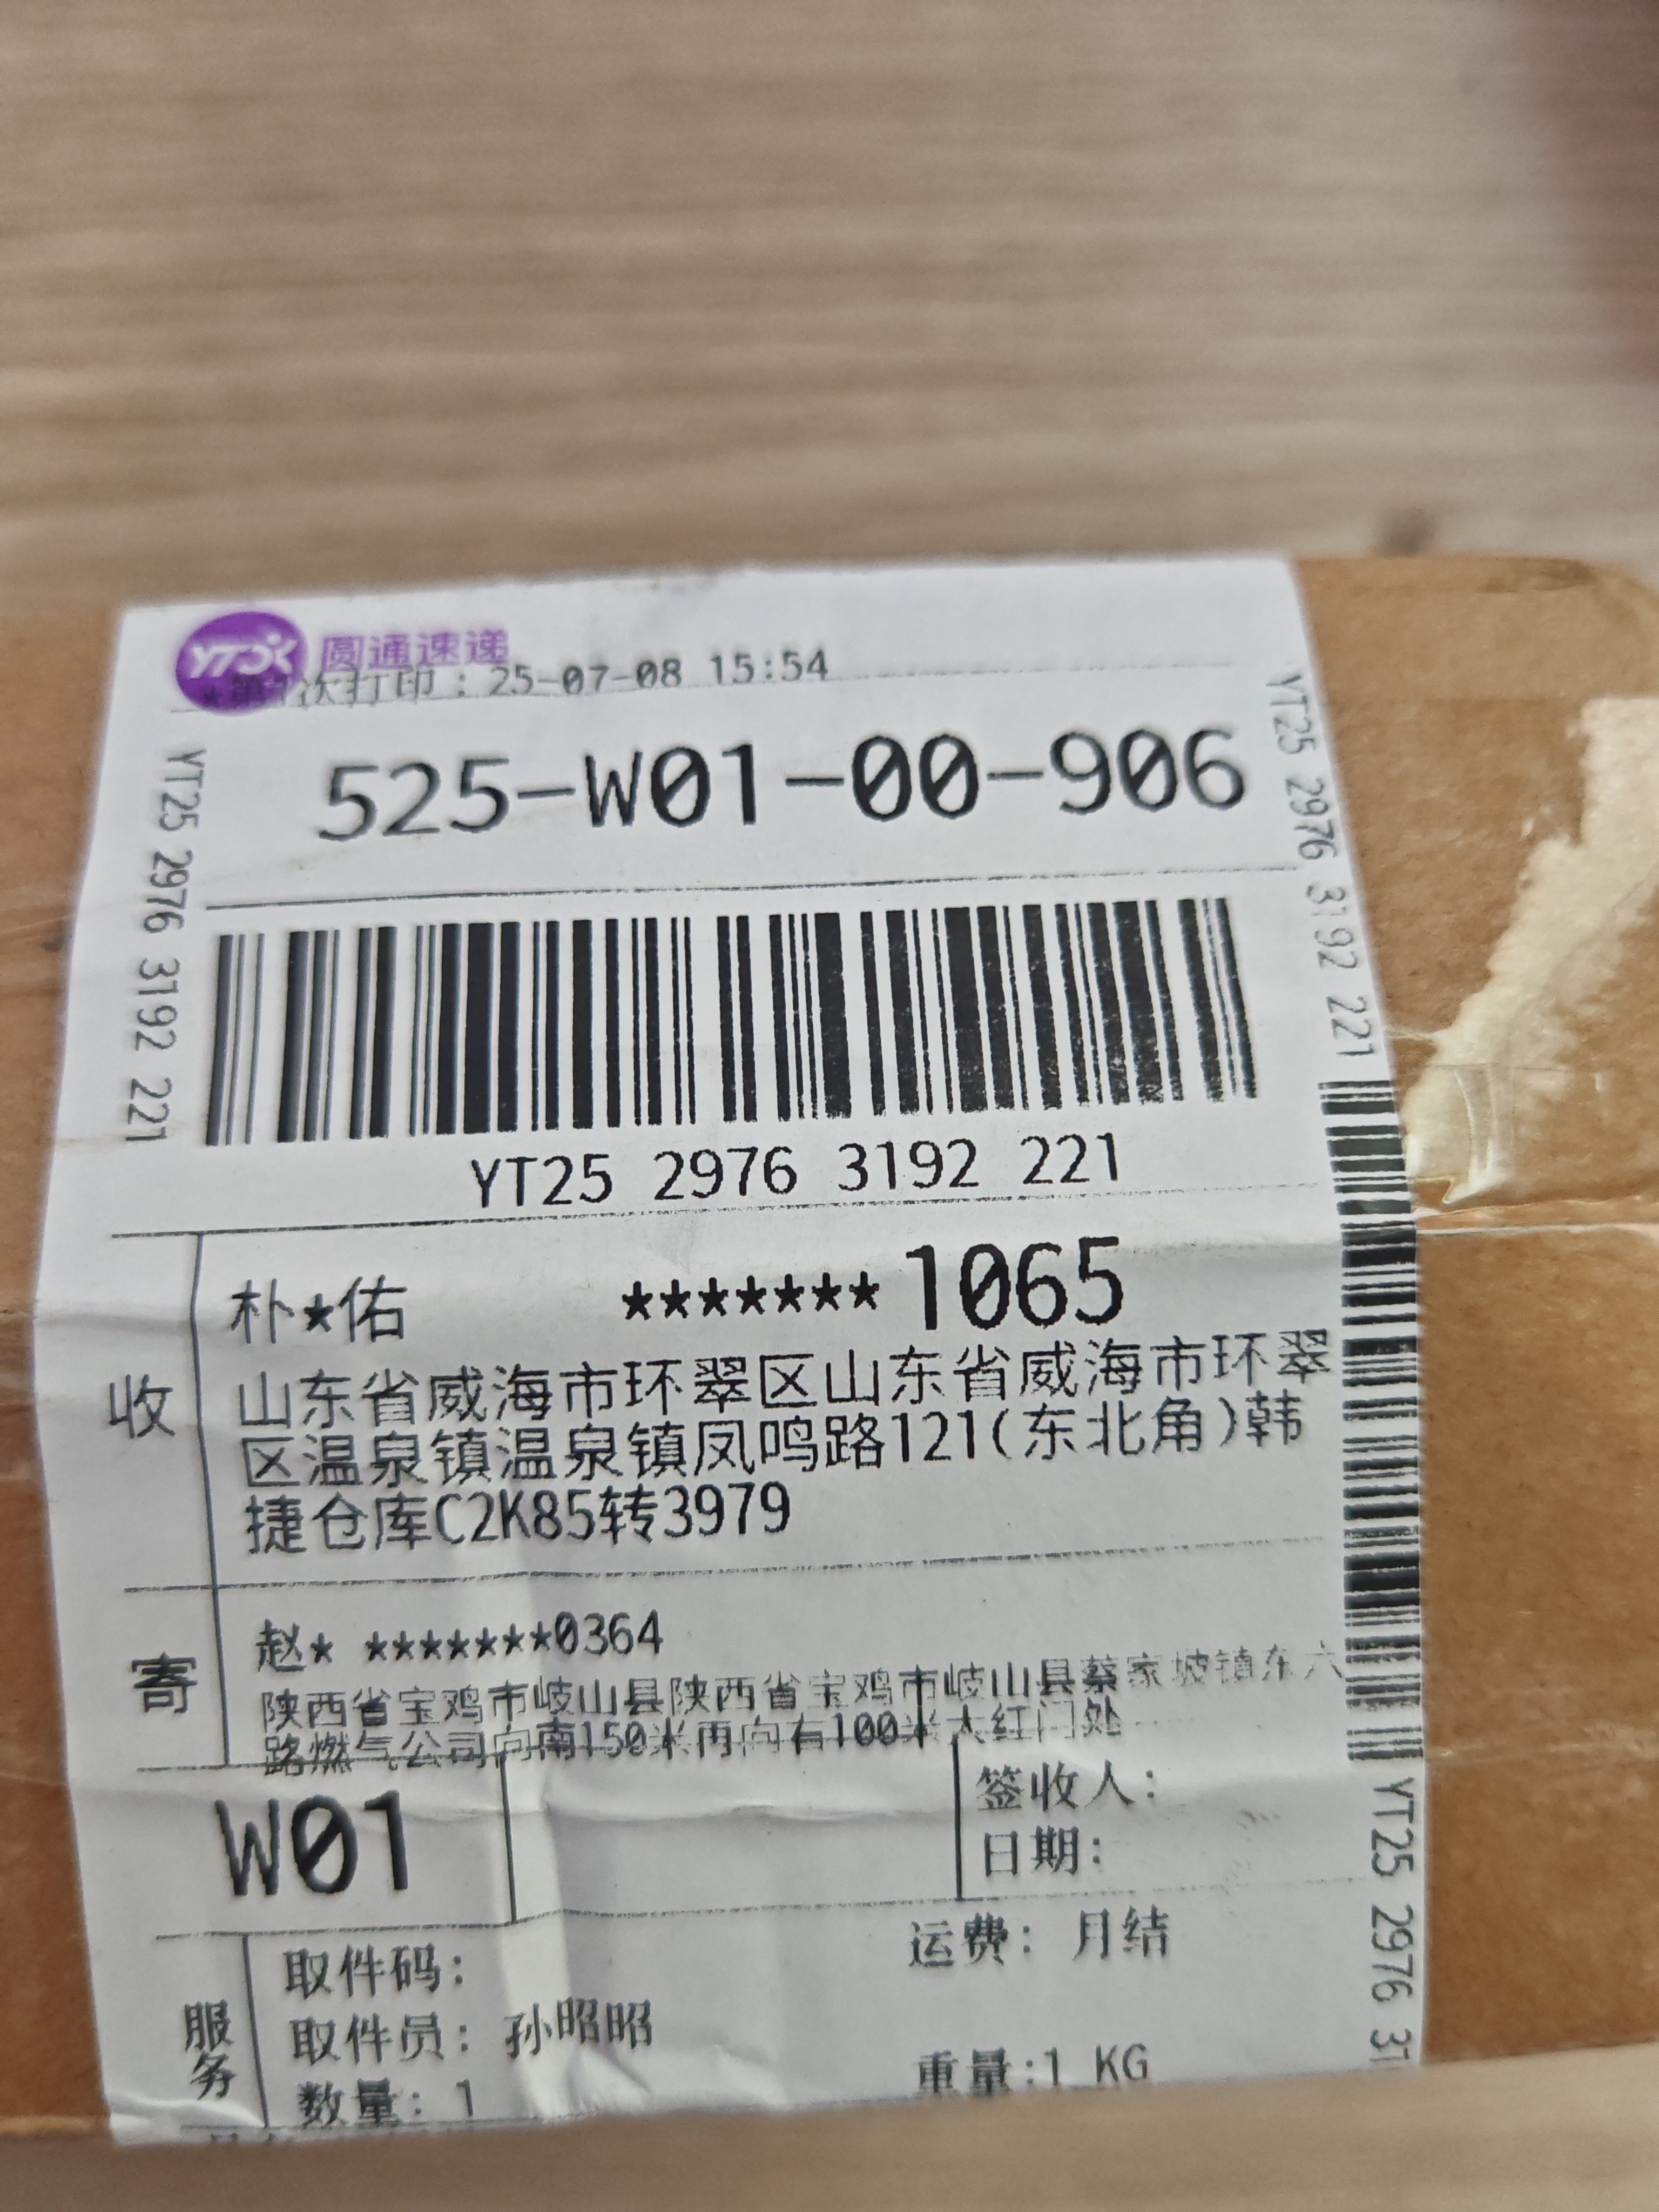 YTO 圆通速递
★第1次打印：25-07-08 15:54
525-W01-00-906
YT25 2976 3192 221
YT25 2976 3192 221
YT25 2976 3192 221
收
朴★佑 ★★★★★★★1065
山东省威海市环翠区山东省威海市环翠
区温泉镇温泉镇凤鸣路121(东北角)韩
捷仓库C2K85转3979
寄
赵★ ★★★★★★★0364
陕西省宝鸡市岐山县陕西省宝鸡市岐山县蔡家坡镇东六
路燃气公司向南150米再向右100米大红门处
W01
签收人：
日期：
服务
取件码：
运费：月结
取件员：孙昭昭
数量：1
重量:1 KG
YT25 2976 31